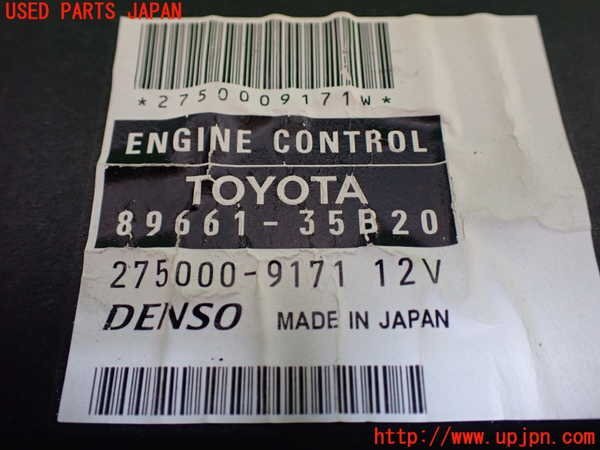 USED PARTS JAPAN
*2750009171W*
ENGINE CONTROL
TOYOTA
89661-35B20
275000-9171 12V
DENSO MADE IN JAPAN
http://www.upjpn.com/